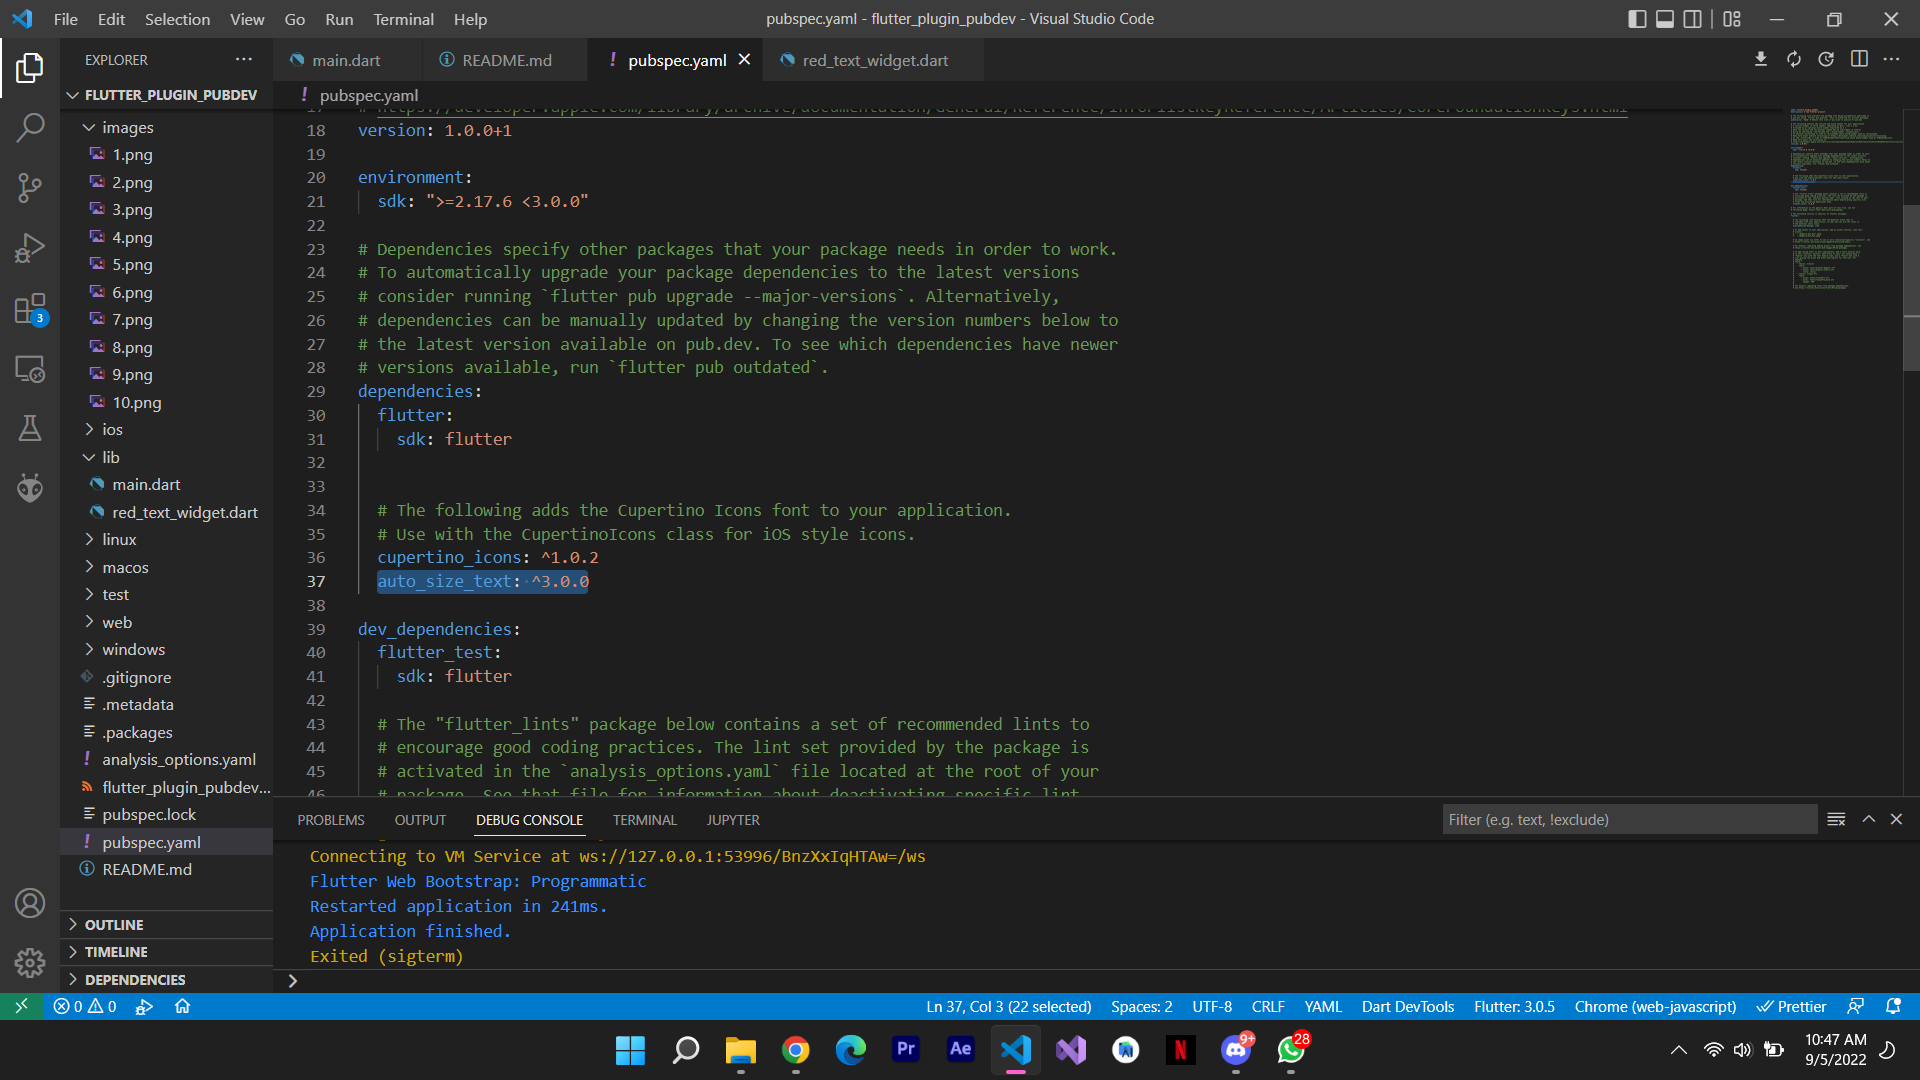 File Edit Selection View Go Run Terminal Help
pubspec.yaml - flutter_plugin_pubdev - Visual Studio Code
EXPLORER
main.dart
README.md
pubspec.yaml
red_text_widget.dart
FLUTTER_PLUGIN_PUBDEV
images
1.png
2.png
3.png
4.png
5.png
6.png
7.png
8.png
9.png
10.png
ios
lib
main.dart
red_text_widget.dart
linux
macos
test
web
windows
.gitignore
.metadata
.packages
analysis_options.yaml
flutter_plugin_pubdev...
pubspec.lock
pubspec.yaml
README.md
OUTLINE
TIMELINE
DEPENDENCIES
3
! pubspec.yaml
18 version: 1.0.0+1
19
20 environment:
21 sdk: ">=2.17.6 <3.0.0"
22
23 # Dependencies specify other packages that your package needs in order to work.
24 # To automatically upgrade your package dependencies to the latest versions
25 # consider running `flutter pub upgrade --major-versions`. Alternatively,
26 # dependencies can be manually updated by changing the version numbers below to
27 # the latest version available on pub.dev. To see which dependencies have newer
28 # versions available, run `flutter pub outdated`.
29 dependencies:
30 flutter:
31 sdk: flutter
32
33
34 # The following adds the Cupertino Icons font to your application.
35 # Use with the CupertinoIcons class for iOS style icons.
36 cupertino_icons: ^1.0.2
37 auto_size_text: ^3.0.0
38
39 dev_dependencies:
40 flutter_test:
41 sdk: flutter
42
43 # The "flutter_lints" package below contains a set of recommended lints to
44 # encourage good coding practices. The lint set provided by the package is
45 # activated in the `analysis_options.yaml` file located at the root of your
46 # package. See that file for information about deactivating specific lint
PROBLEMS OUTPUT DEBUG CONSOLE TERMINAL JUPYTER
Filter (e.g. text, !exclude)
Connecting to VM Service at ws://127.0.0.1:53996/BnzXxIqHTAw=/ws
Flutter Web Bootstrap: Programmatic
Restarted application in 241ms.
Application finished.
Exited (sigterm)
0 0
Ln 37, Col 3 (22 selected) Spaces: 2 UTF-8 CRLF YAML Dart DevTools Flutter: 3.0.5 Chrome (web-javascript) Prettier
Pr
Ae
N
9+
28
10:47 AM
9/5/2022